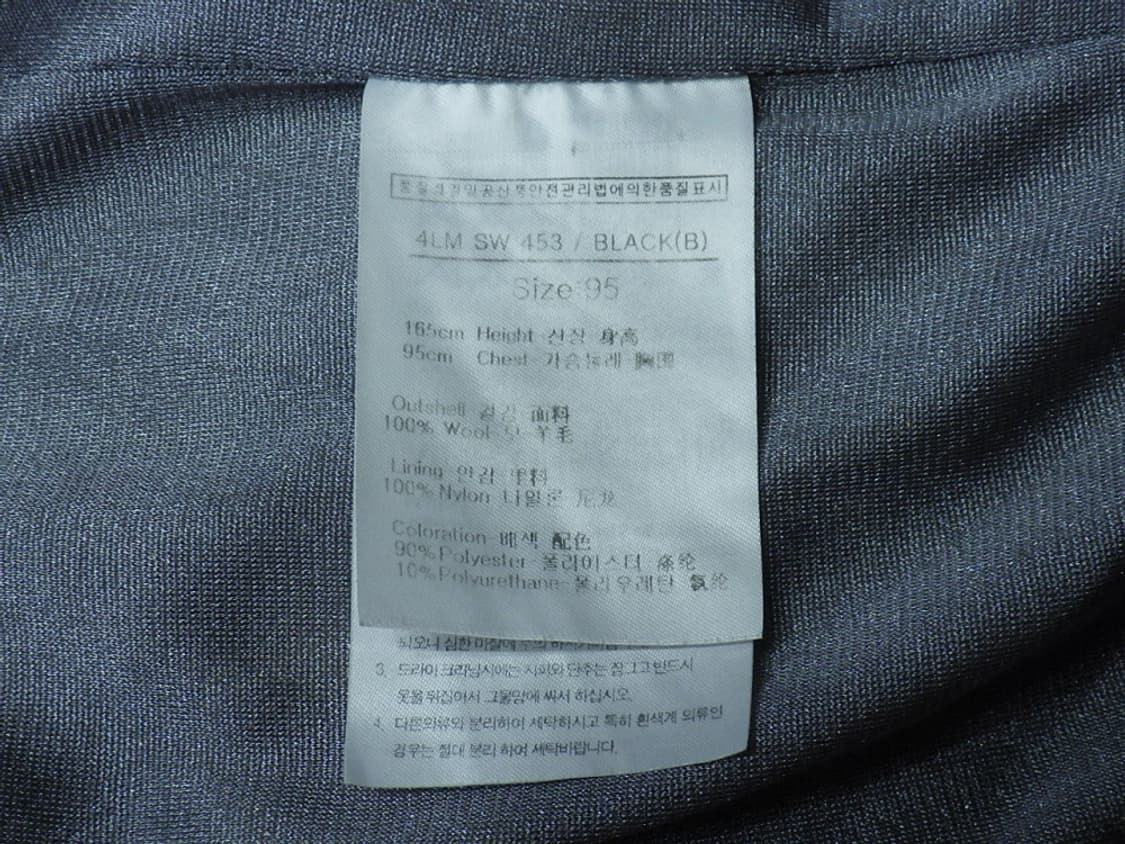 품질경영및공산품안전관리법에의한품질표시
4LM SW 453 / BLACK(B)
Size:95
165cm Height 신장 身高
95cm Chest 가슴둘레 胸围
Outshell 겉감 面料
100% Wool 羊毛
Lining 안감 里料
100% Nylon 나일론 尼龙
Coloration-배색 配色
90% Polyester-폴리에스터 涤纶
10% Polyurethane-폴리우레탄 氨纶
되오니 심한 마찰에
3. 드라이 크리닝시에는 지퍼와 단추는 잠그고 반드시
옷을 뒤집어서 그물망에 싸서 하십시오.
4. 다른의류와 분리하여 세탁하시고 특히 흰색계 의류인
경우는 절대 분리 하여 세탁바랍니다.